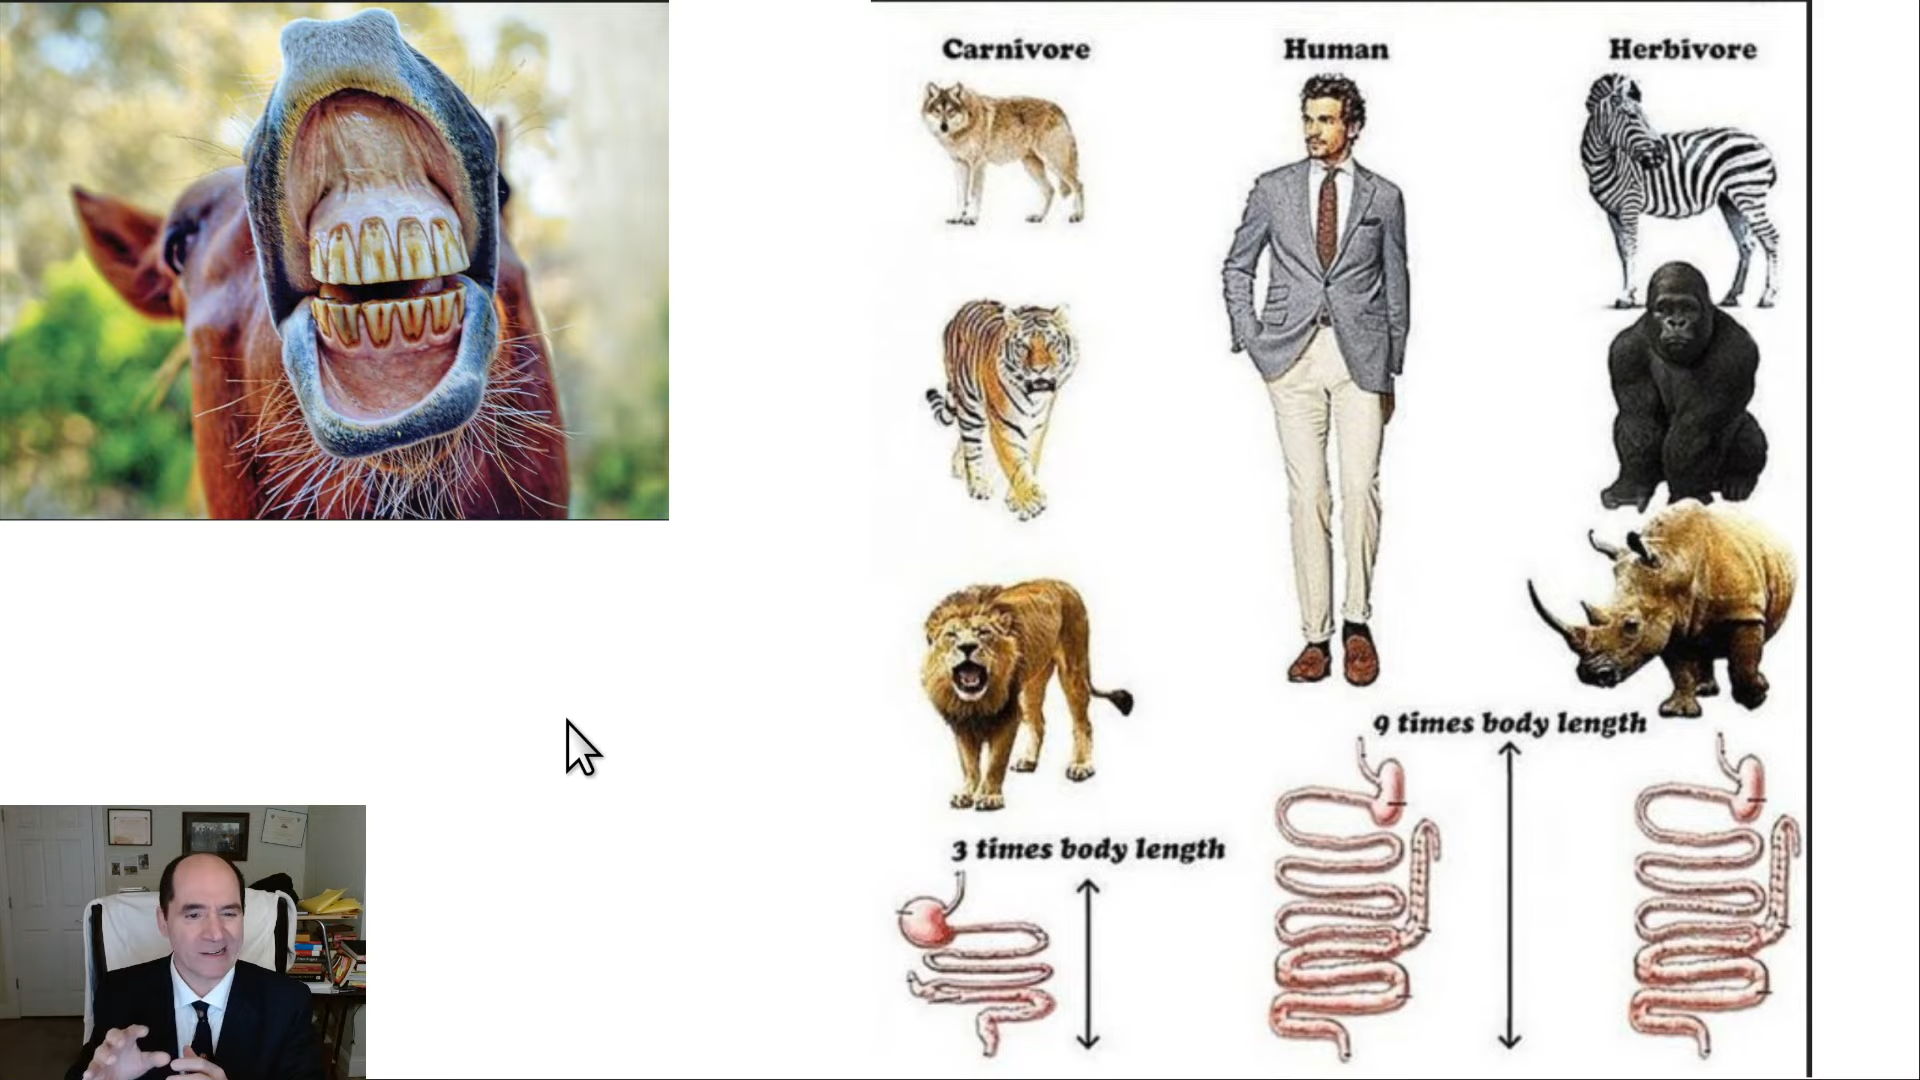 Carnivore
Human
Herbivore
9 times body length
3 times body length